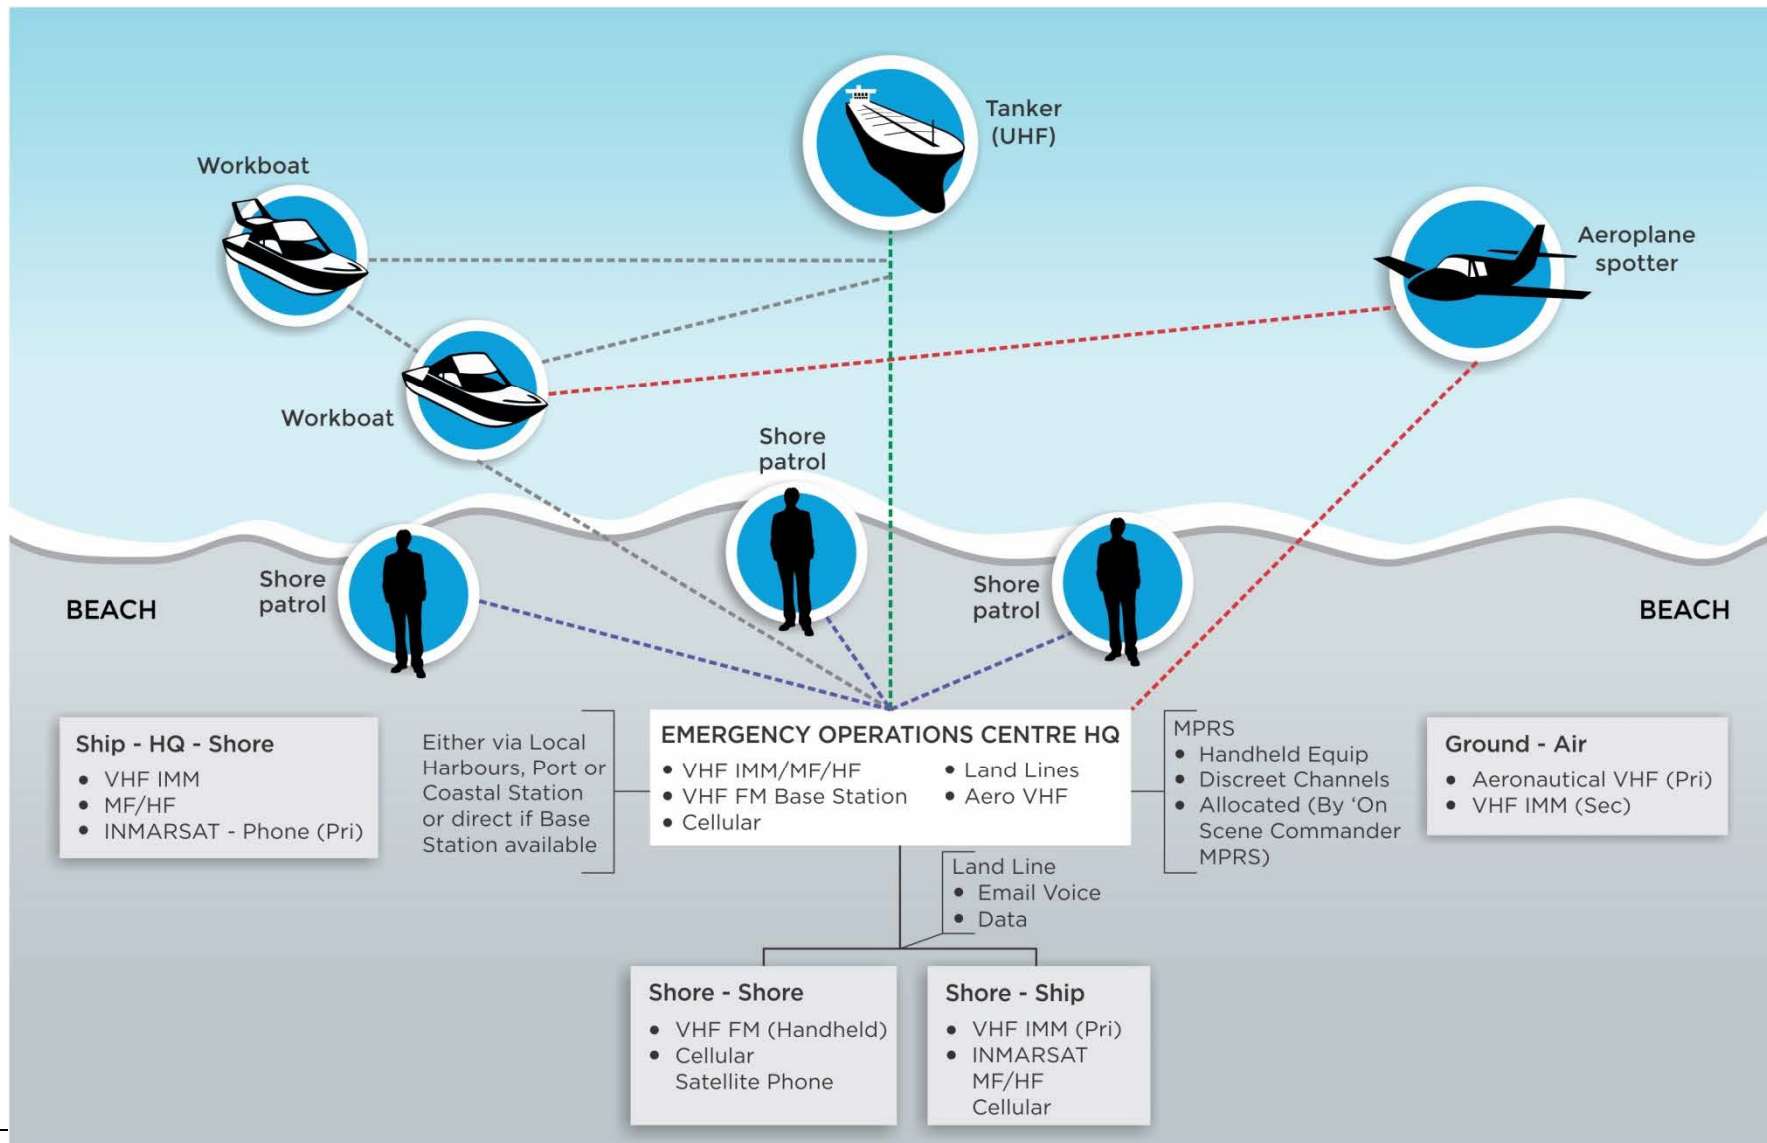 Tanker
(UHF)
Workboat
Aeroplane
spotter
Workboat
Shore
patrol
Shore
patrol
Shore
patrol
BEACH
BEACH
Ship - HQ - Shore
• VHF IMM
• MF/HF
• INMARSAT - Phone (Pri)
Either via Local
Harbours, Port or
Coastal Station
or direct if Base
Station available
EMERGENCY OPERATIONS CENTRE HQ
• VHF IMM/MF/HF
• VHF FM Base Station
• Cellular
• Land Lines
• Aero VHF
MPRS
• Handheld Equip
• Discreet Channels
• Allocated (By ‘On
Scene Commander
MPRS)
Ground - Air
• Aeronautical VHF (Pri)
• VHF IMM (Sec)
Land Line
• Email Voice
• Data
Shore - Shore
• VHF FM (Handheld)
• Cellular
Satellite Phone
Shore - Ship
• VHF IMM (Pri)
• INMARSAT
MF/HF
Cellular